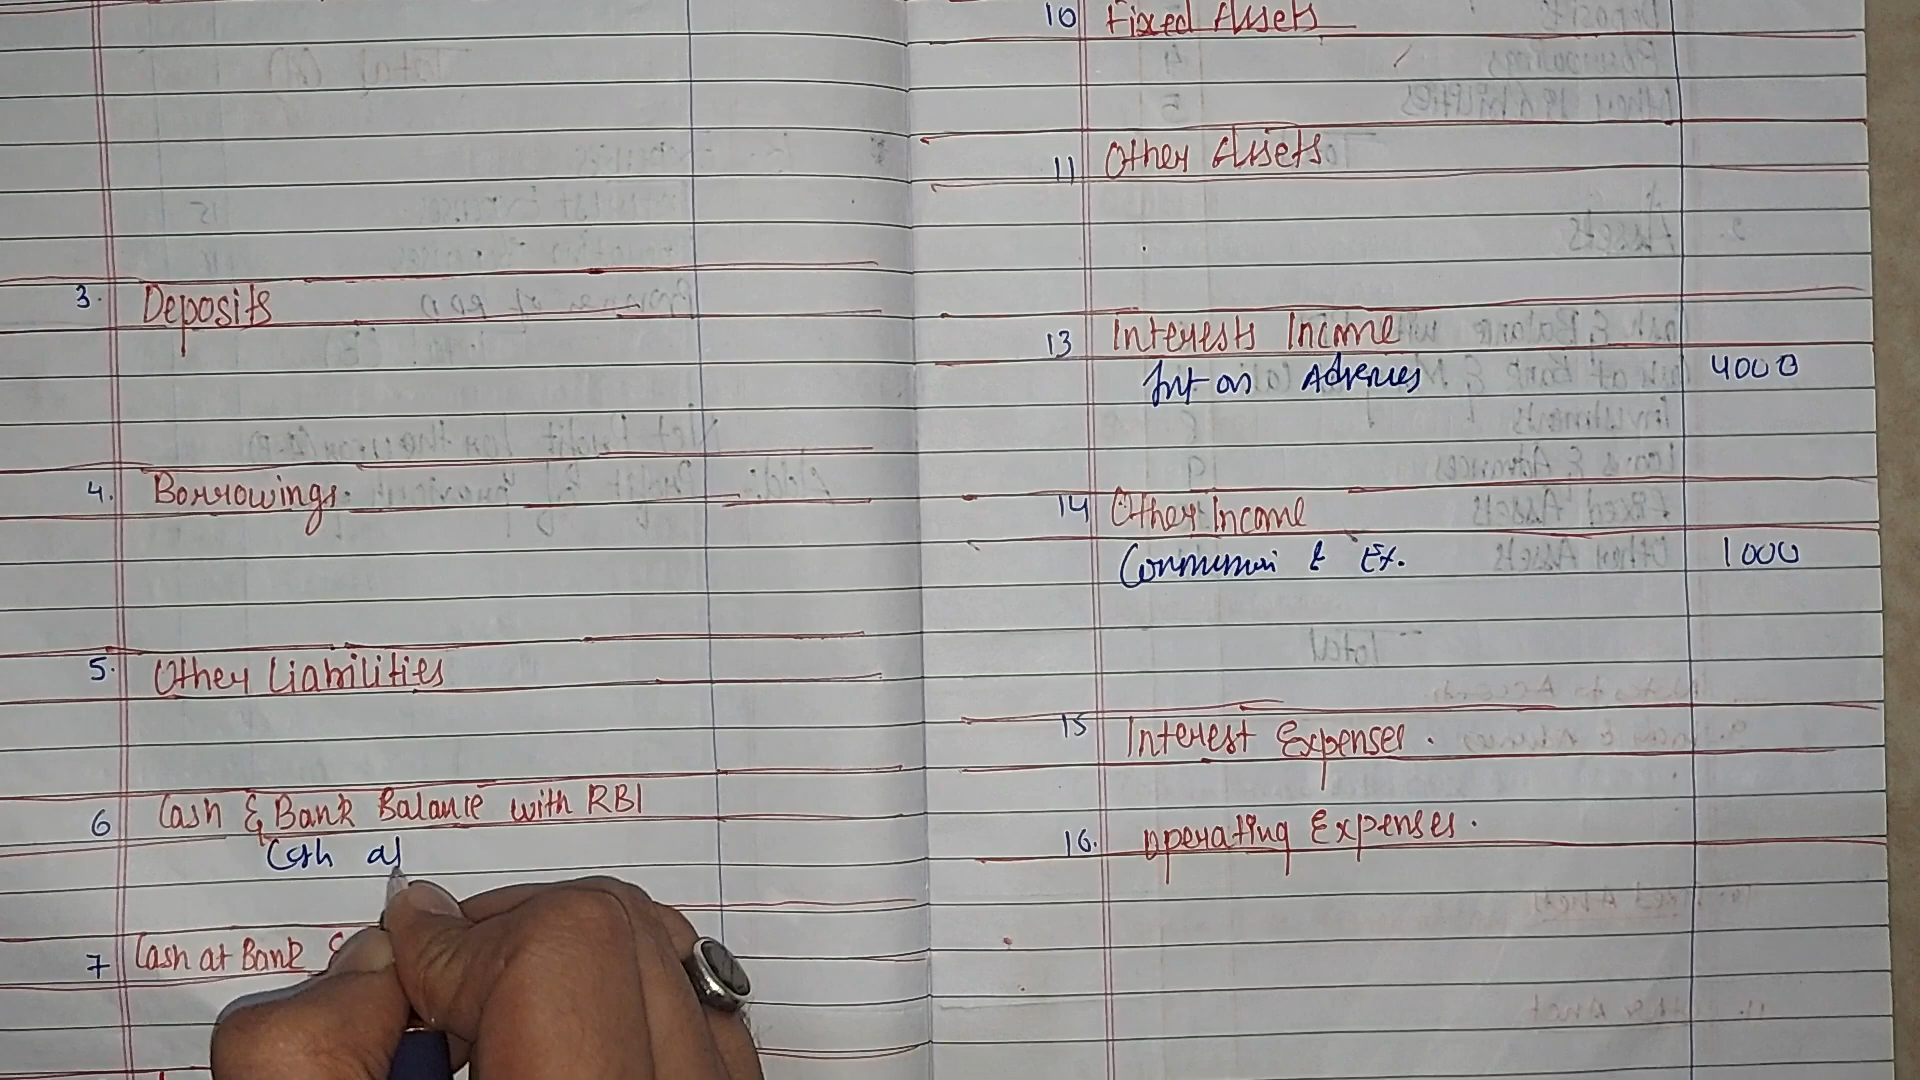 3. Deposits
4. Borrowings.
5. Other Liabilities
6 Cash & Bank Balance with RBI
Cash a
7 Cash at Bank &
10 Fixed Assets
11 Other Assets
13 Interests Income
Int on Advances 4000
14 Other Income
Commission & Ex. 1000
15 Interest Expenses.
16. Operating Expenses.